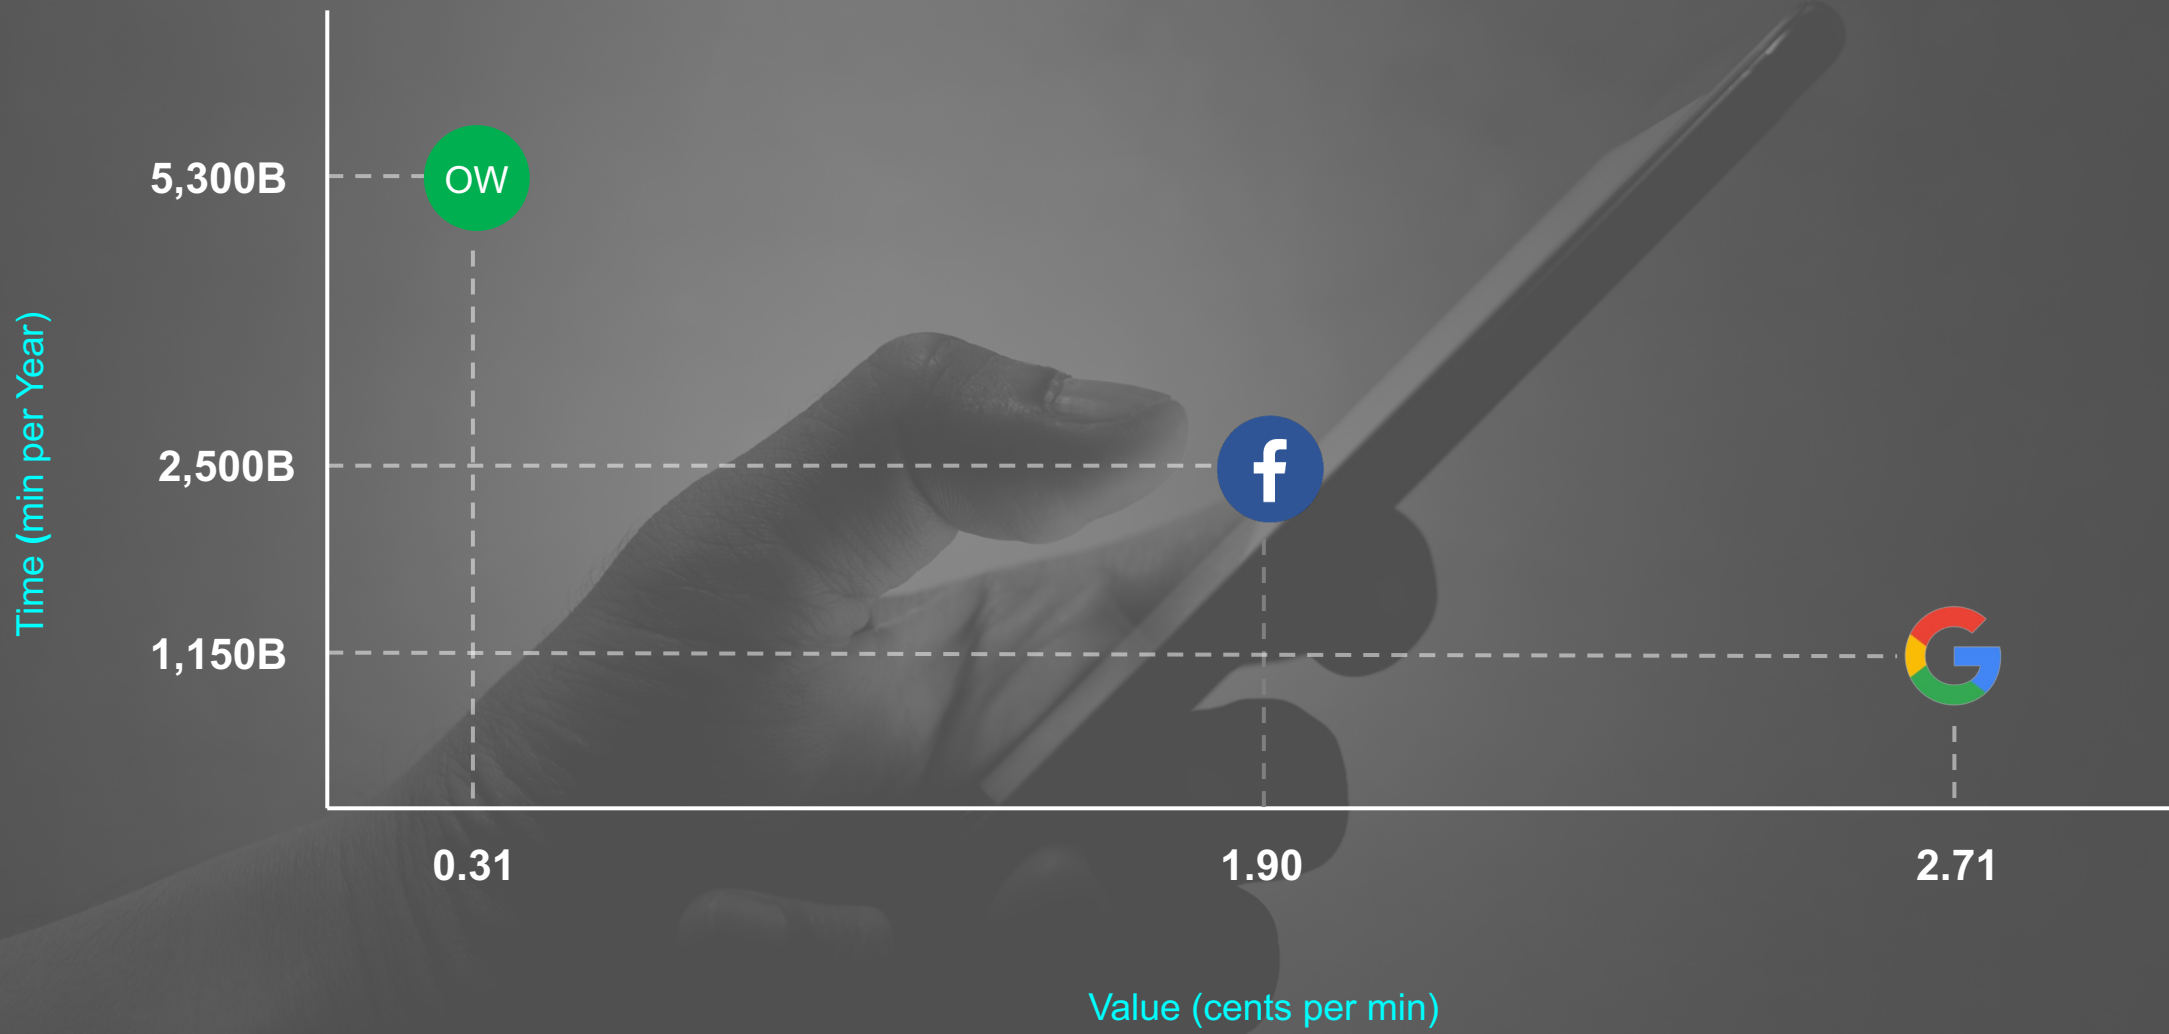 5,300B
OW
2,500B
f
1,150B
G
0.31
1.90
2.71
Time (min per Year)
Value (cents per min)